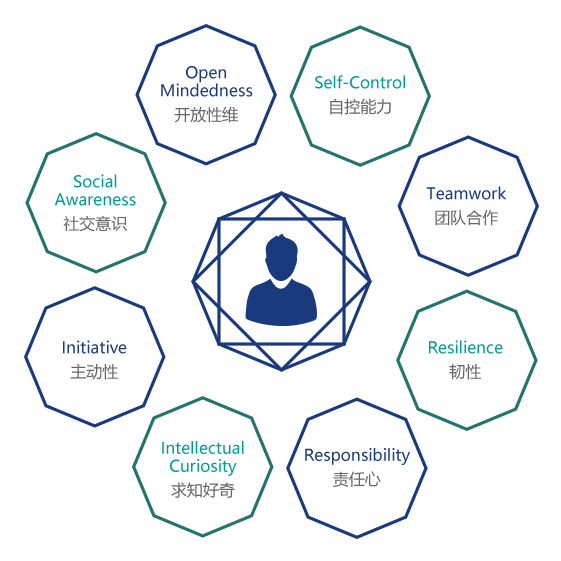 Open
Mindedness
开放性维
Self-Control
自控能力
Teamwork
团队合作
Resilience
韧性
Responsibility
责任心
Intellectual
Curiosity
求知好奇
Initiative
主动性
Social
Awareness
社交意识